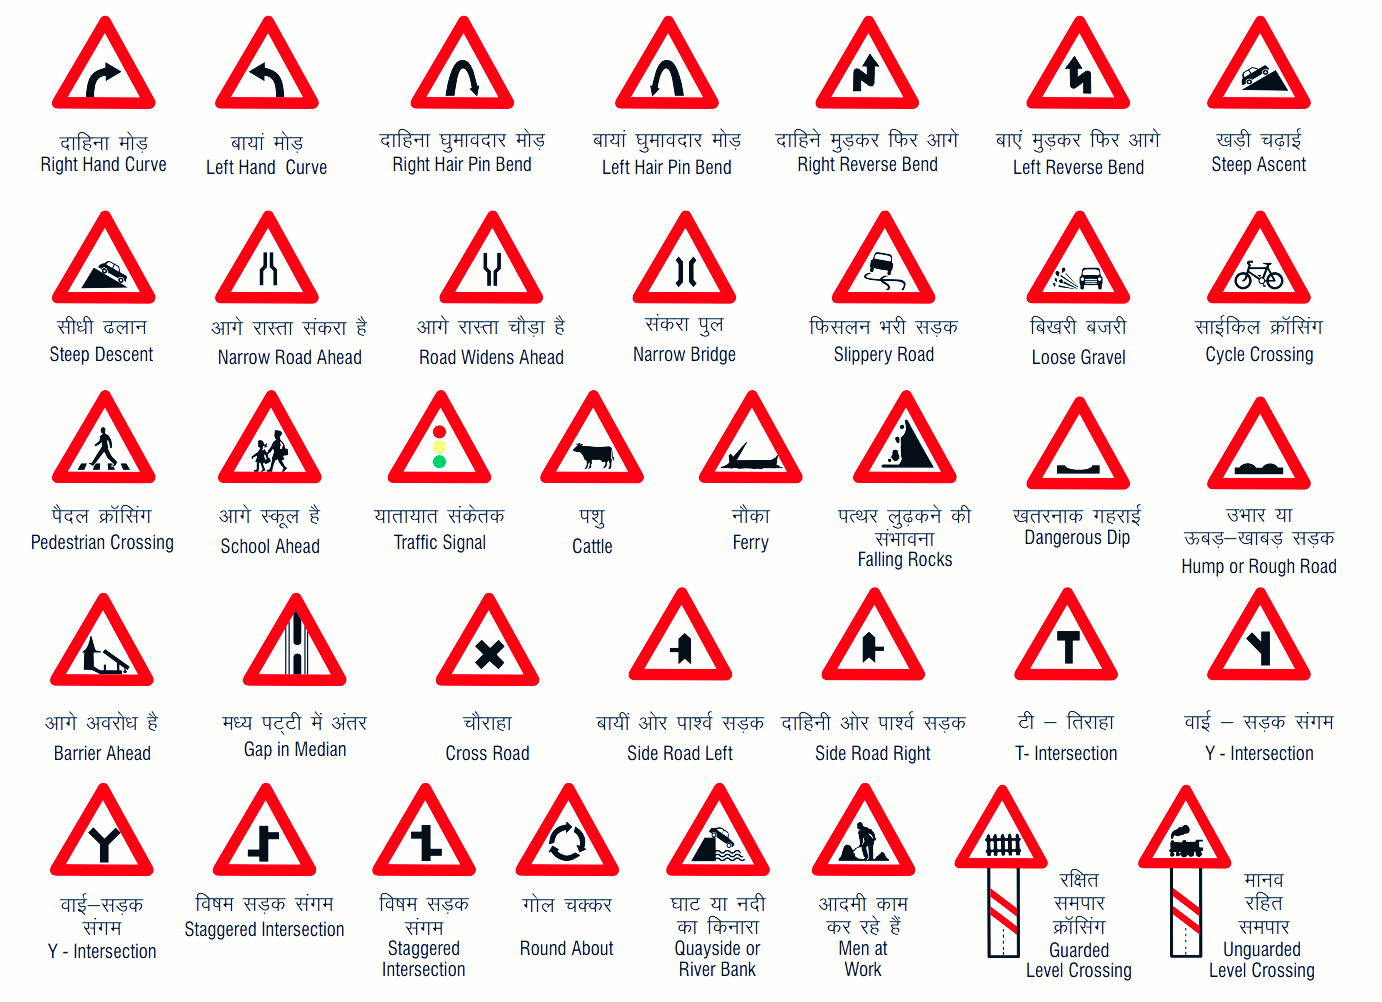 दाहिना मोड़
Right Hand Curve
बायां मोड़
Left Hand Curve
दाहिना घुमावदार मोड़
Right Hair Pin Bend
बायां घुमावदार मोड़
Left Hair Pin Bend
दाहिने मुड़कर फिर आगे
Right Reverse Bend
बाएं मुड़कर फिर आगे
Left Reverse Bend
खड़ी चढ़ाई
Steep Ascent
सीधी ढलान
Steep Descent
आगे रास्ता संकरा है
Narrow Road Ahead
आगे रास्ता चौड़ा है
Road Widens Ahead
संकरा पुल
Narrow Bridge
फिसलन भरी सड़क
Slippery Road
बिखरी बजरी
Loose Gravel
साईकिल क्रॉसिंग
Cycle Crossing
पैदल क्रॉसिंग
Pedestrian Crossing
आगे स्कूल है
School Ahead
यातायात संकेतक
Traffic Signal
पशु
Cattle
नौका
Ferry
पत्थर लुढ़कने की
संभावना
Falling Rocks
खतरनाक गहराई
Dangerous Dip
उभार या
ऊबड़–खाबड़ सड़क
Hump or Rough Road
आगे अवरोध है
Barrier Ahead
मध्य पट्टी में अंतर
Gap in Median
चौराहा
Cross Road
बायीं ओर पार्श्व सड़क
Side Road Left
दाहिनी ओर पार्श्व सड़क
Side Road Right
टी – तिराहा
T- Intersection
वाई – सड़क संगम
Y - Intersection
वाई–सड़क
संगम
Y - Intersection
विषम सड़क संगम
Staggered Intersection
विषम सड़क
संगम
Staggered
Intersection
गोल चक्कर
Round About
घाट या नदी
का किनारा
Quayside or
River Bank
आदमी काम
कर रहे हैं
Men at
Work
रक्षित
समपार
क्रॉसिंग
Guarded
Level Crossing
मानव
रहित
समपार
Unguarded
Level Crossing